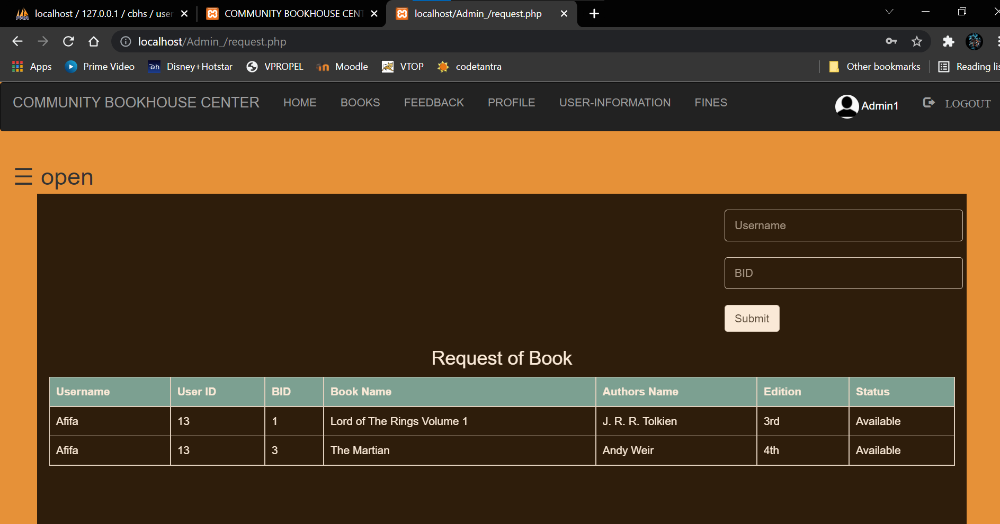 localhost / 127.0.0.1 / cbhs / user
COMMUNITY BOOKHOUSE CENT
localhost/Admin_/request.php
localhost/Admin_/request.php
Apps Prime Video Disney+Hotstar VPROPEL Moodle VTOP codetantra Other bookmarks Reading lis
COMMUNITY BOOKHOUSE CENTER HOME BOOKS FEEDBACK PROFILE USER-INFORMATION FINES Admin1 LOGOUT
☰ open
Username
BID
Submit
Request of Book
Username User ID BID Book Name Authors Name Edition Status
Afifa 13 1 Lord of The Rings Volume 1 J. R. R. Tolkien 3rd Available
Afifa 13 3 The Martian Andy Weir 4th Available